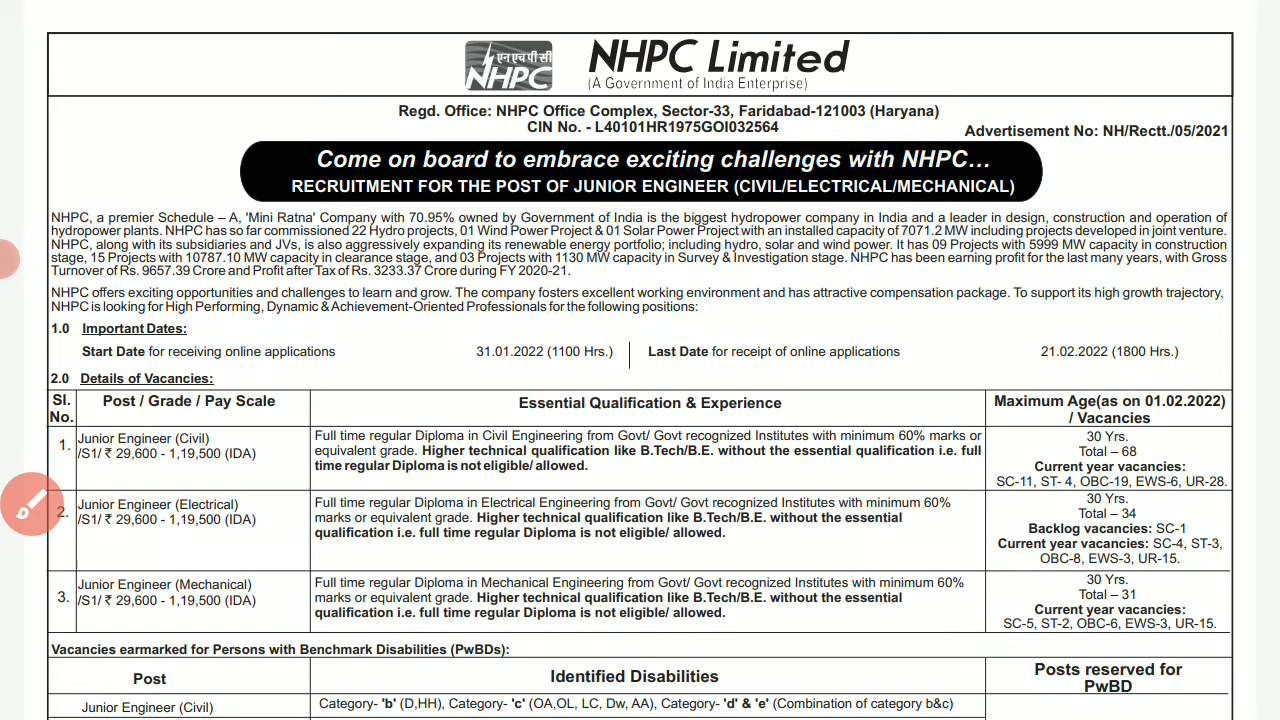 एनएचपीसी
NHPC
NHPC Limited
(A Government of India Enterprise)
Regd. Office: NHPC Office Complex, Sector-33, Faridabad-121003 (Haryana)
CIN No. - L40101HR1975GOI032564
Advertisement No: NH/Rectt./05/2021
Come on board to embrace exciting challenges with NHPC…
RECRUITMENT FOR THE POST OF JUNIOR ENGINEER (CIVIL/ELECTRICAL/MECHANICAL)
NHPC, a premier Schedule – A, 'Mini Ratna' Company with 70.95% owned by Government of India is the biggest hydropower company in India and a leader in design, construction and operation of
hydropower plants. NHPC has so far commissioned 22 Hydro projects, 01 Wind Power Project & 01 Solar Power Project with an installed capacity of 7071.2 MW including projects developed in joint venture.
NHPC, along with its subsidiaries and JVs, is also aggressively expanding its renewable energy portfolio; including hydro, solar and wind power. It has 09 Projects with 5999 MW capacity in construction
stage, 15 Projects with 10787.10 MW capacity in clearance stage, and 03 Projects with 1130 MW capacity in Survey & Investigation stage. NHPC has been earning profit for the last many years, with Gross
Turnover of Rs. 9657.39 Crore and Profit after Tax of Rs. 3233.37 Crore during FY 2020-21.
NHPC offers exciting opportunities and challenges to learn and grow. The company fosters excellent working environment and has attractive compensation package. To support its high growth trajectory,
NHPC is looking for High Performing, Dynamic & Achievement-Oriented Professionals for the following positions:
1.0 Important Dates:
Start Date for receiving online applications 31.01.2022 (1100 Hrs.) Last Date for receipt of online applications 21.02.2022 (1800 Hrs.)
2.0 Details of Vacancies:
Sl. No.
Post / Grade / Pay Scale
Essential Qualification & Experience
Maximum Age(as on 01.02.2022)
/ Vacancies
1.
Junior Engineer (Civil)
/S1/ ₹ 29,600 - 1,19,500 (IDA)
Full time regular Diploma in Civil Engineering from Govt/ Govt recognized Institutes with minimum 60% marks or
equivalent grade. Higher technical qualification like B.Tech/B.E. without the essential qualification i.e. full
time regular Diploma is not eligible/ allowed.
30 Yrs.
Total – 68
Current year vacancies:
SC-11, ST- 4, OBC-19, EWS-6, UR-28.
2.
Junior Engineer (Electrical)
/S1/ ₹ 29,600 - 1,19,500 (IDA)
Full time regular Diploma in Electrical Engineering from Govt/ Govt recognized Institutes with minimum 60%
marks or equivalent grade. Higher technical qualification like B.Tech/B.E. without the essential
qualification i.e. full time regular Diploma is not eligible/ allowed.
30 Yrs.
Total – 34
Backlog vacancies: SC-1
Current year vacancies: SC-4, ST-3,
OBC-8, EWS-3, UR-15.
3.
Junior Engineer (Mechanical)
/S1/ ₹ 29,600 - 1,19,500 (IDA)
Full time regular Diploma in Mechanical Engineering from Govt/ Govt recognized Institutes with minimum 60%
marks or equivalent grade. Higher technical qualification like B.Tech/B.E. without the essential
qualification i.e. full time regular Diploma is not eligible/ allowed.
30 Yrs.
Total – 31
Current year vacancies:
SC-5, ST-2, OBC-6, EWS-3, UR-15.
Vacancies earmarked for Persons with Benchmark Disabilities (PwBDs):
Post
Identified Disabilities
Posts reserved for
PwBD
Junior Engineer (Civil)
Category- 'b' (D,HH), Category- 'c' (OA,OL, LC, Dw, AA), Category- 'd' & 'e' (Combination of category b&c)